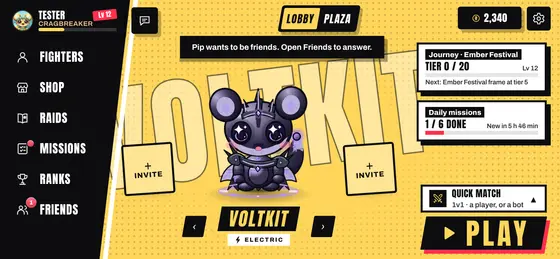 TESTER
CRAGBREAKER
Lv 12
LOBBY PLAZA
2,340
Pip wants to be friends. Open Friends to answer.
FIGHTERS
SHOP
RAIDS
MISSIONS
RANKS
1
FRIENDS
VOLTKIT
Journey · Ember Festival
TIER 0 / 20
Lv 12
Next: Ember Festival frame at tier 5
Daily missions
1 / 6 DONE
New in 5 h 46 min
+
INVITE
+
INVITE
‹
VOLTKIT
›
ELECTRIC
QUICK MATCH
1v1 · a player, or a bot
▲
PLAY